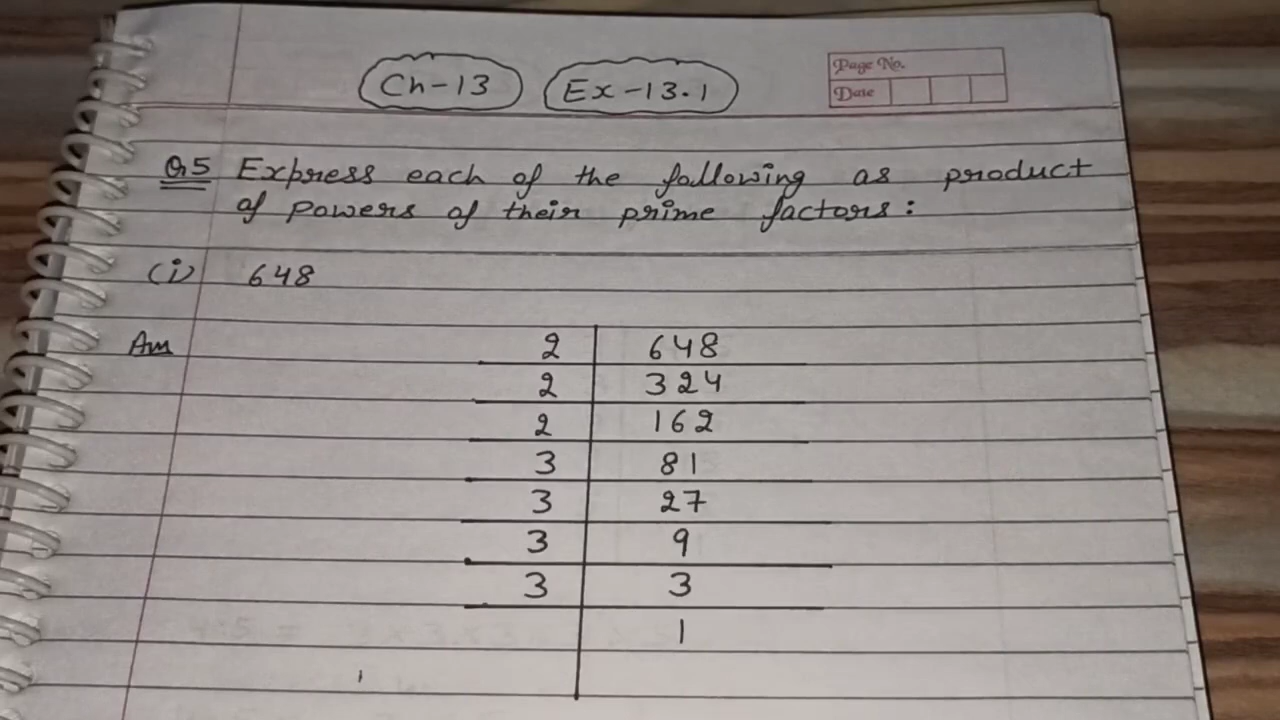 Ch-13 Ex-13.1
Page No.
Date
Q5 Express each of the following as product
of powers of their prime factors:
(i) 648
Ans
2 648
2 324
2 162
3 81
3 27
3 9
3 3
1